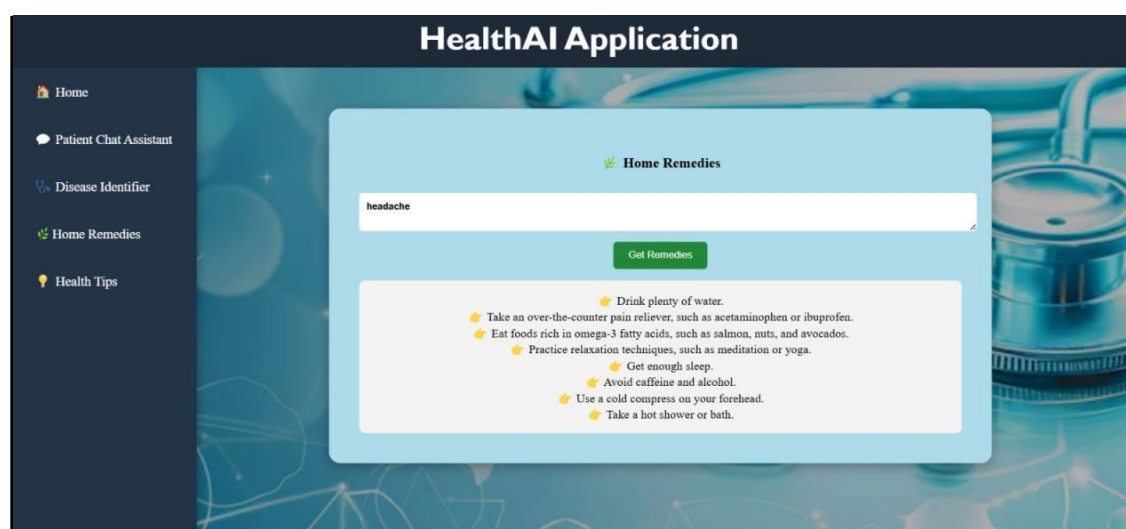 HealthAI Application
🏠 Home
💬 Patient Chat Assistant
🩺 Disease Identifier
🌿 Home Remedies
💡 Health Tips
🌿 Home Remedies
headache
Get Remedies
👉 Drink plenty of water.
👉 Take an over-the-counter pain reliever, such as acetaminophen or ibuprofen.
👉 Eat foods rich in omega-3 fatty acids, such as salmon, nuts, and avocados.
👉 Practice relaxation techniques, such as meditation or yoga.
👉 Get enough sleep.
👉 Avoid caffeine and alcohol.
👉 Use a cold compress on your forehead.
👉 Take a hot shower or bath.